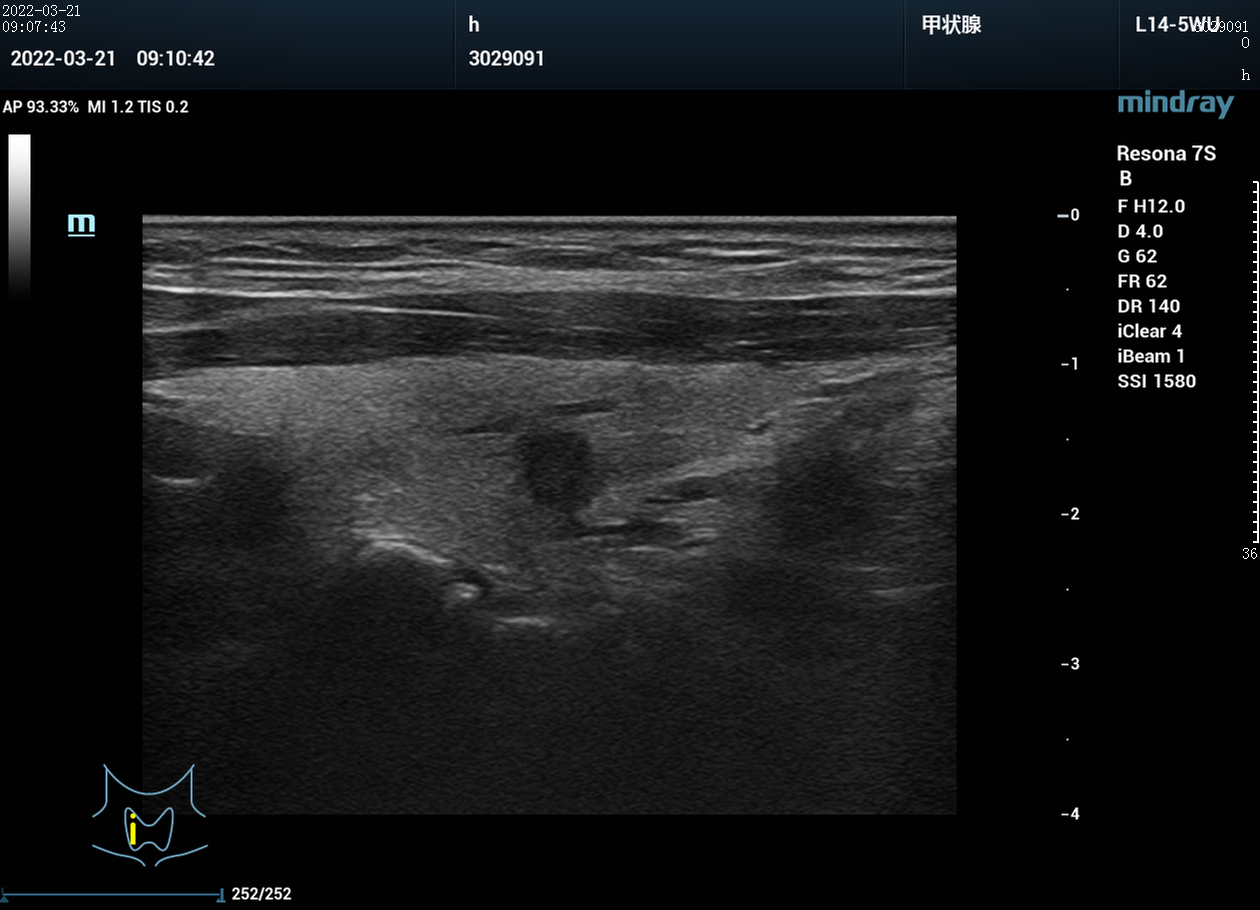 2022-03-21
09:07:43
2022-03-21 09:10:42
h
3029091
甲状腺
L14-5WU
3029091
0
h
AP 93.33% MI 1.2 TIS 0.2
mindray
Resona 7S
B
F H12.0
D 4.0
G 62
FR 62
DR 140
iClear 4
iBeam 1
SSI 1580
m
0
-1
-2
-3
-4
36
252/252